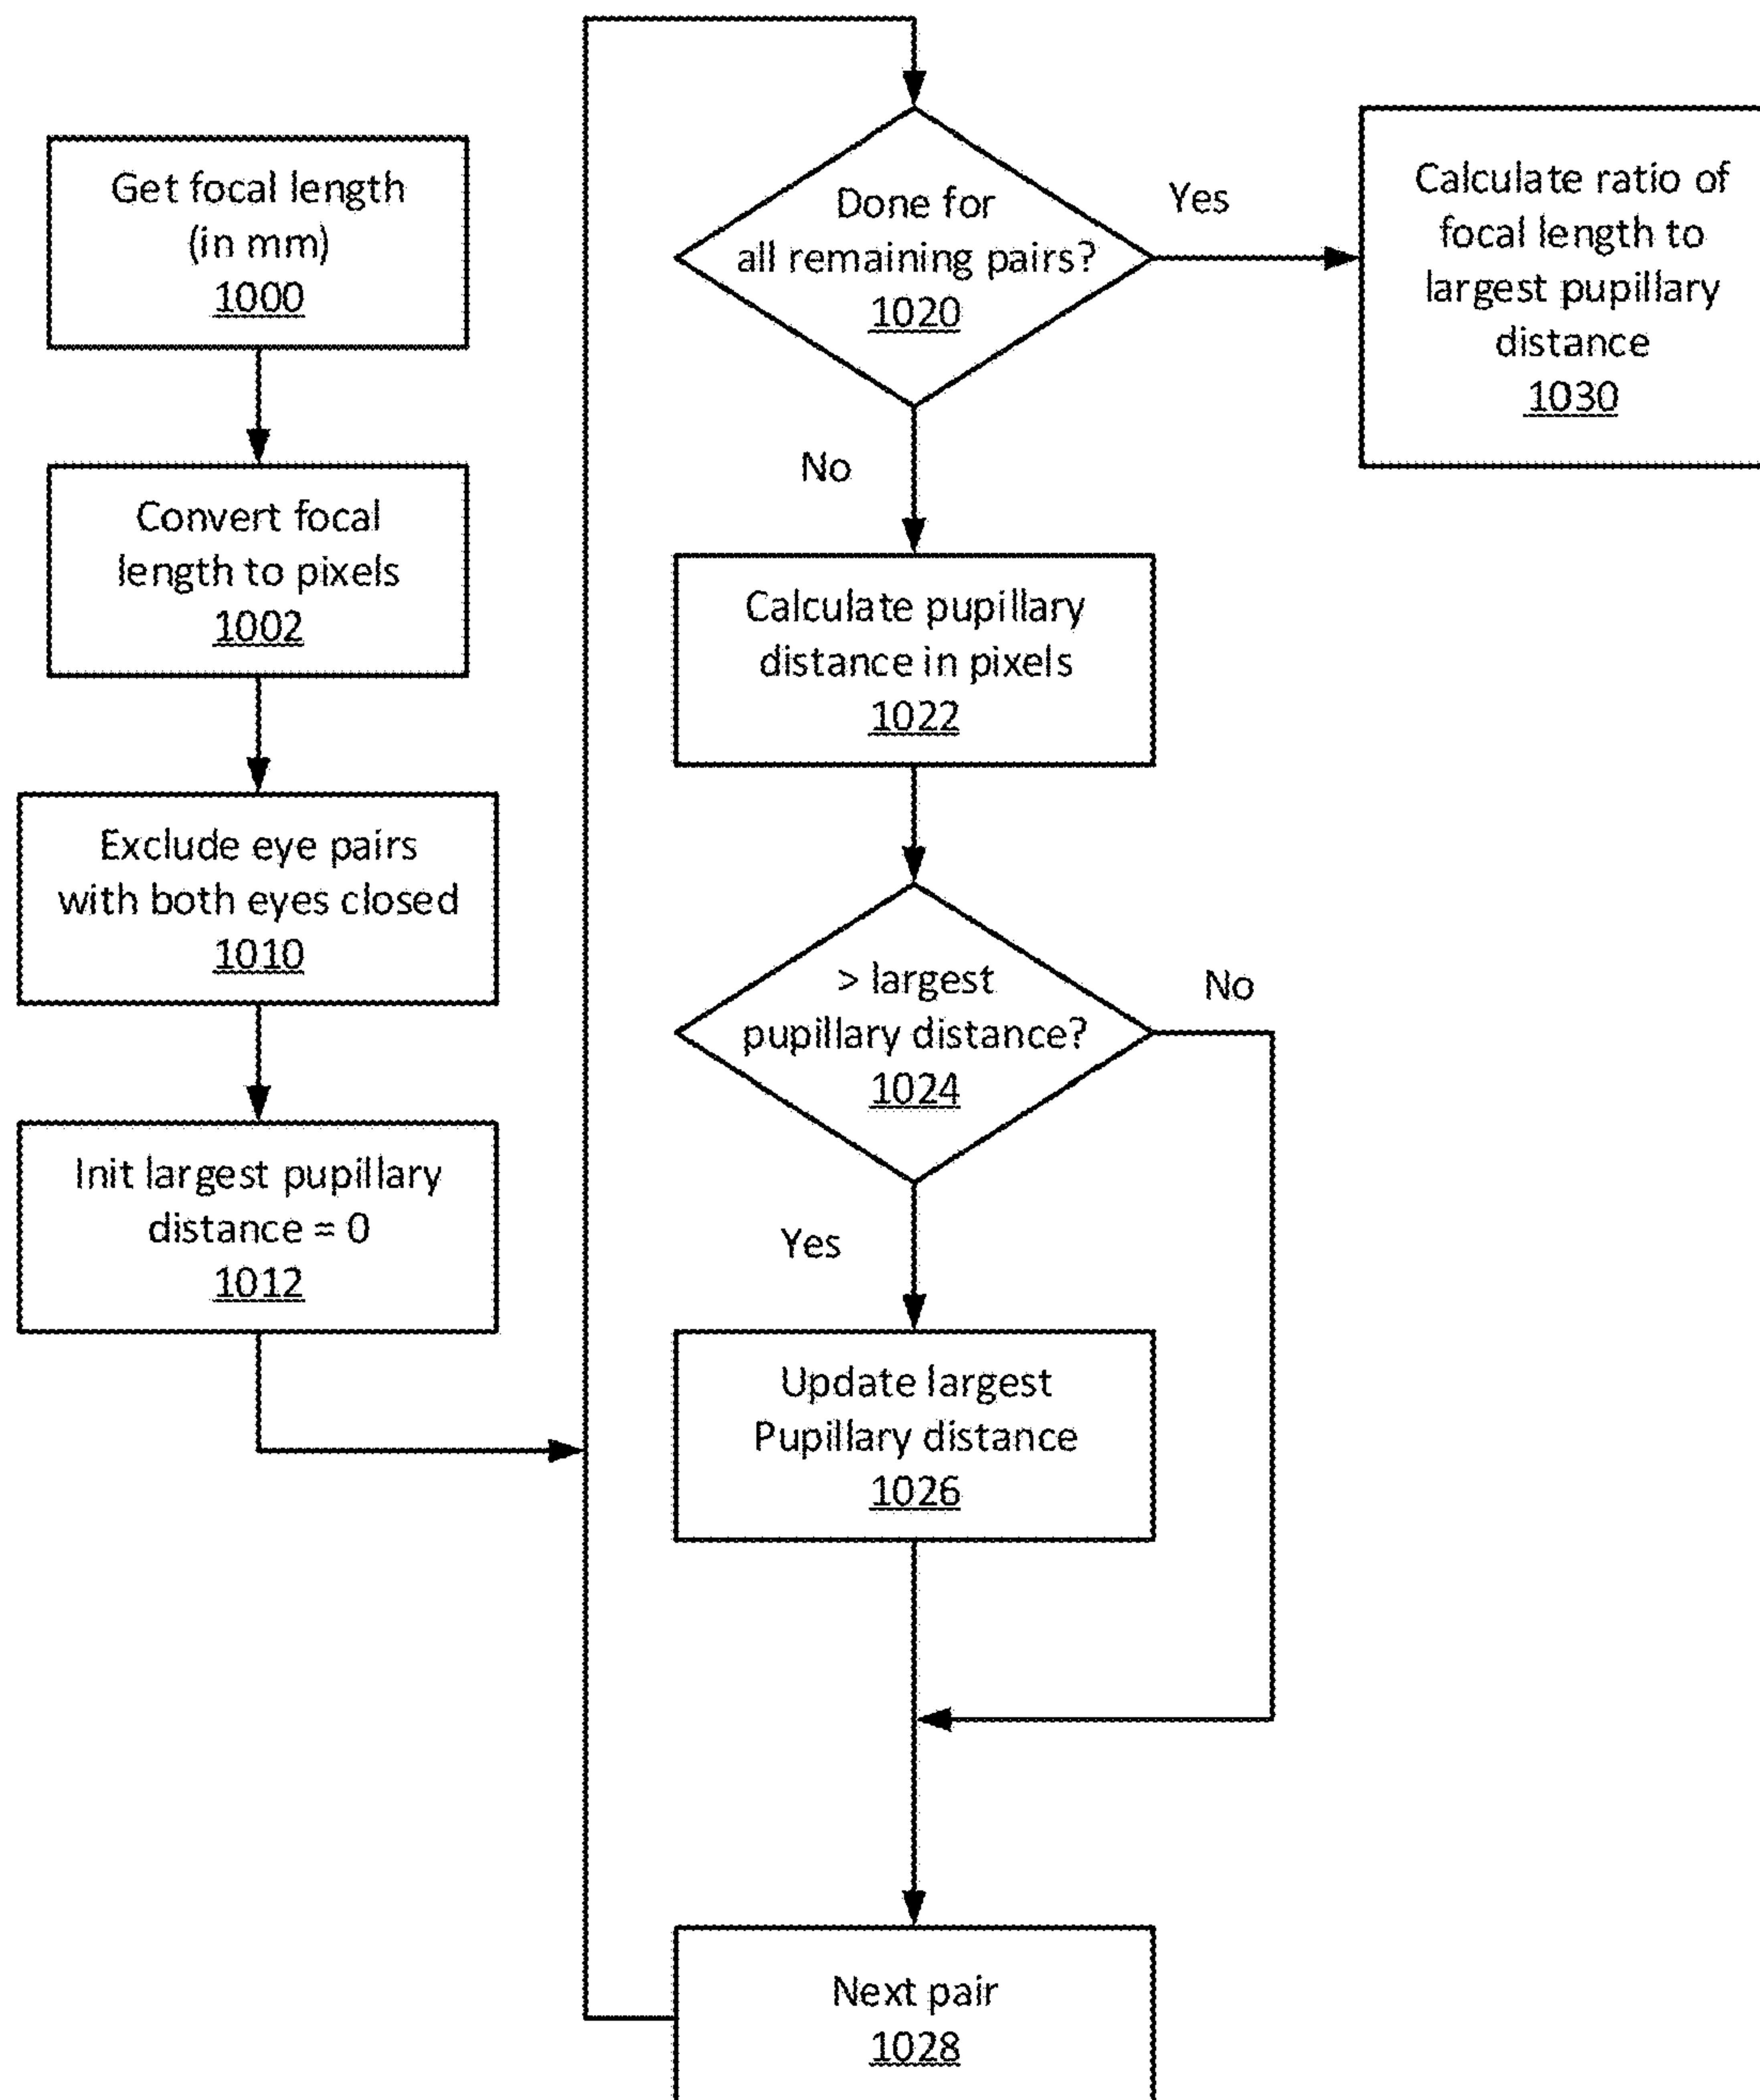 Get focal length
(in mm)
1000
Convert focal
length to pixels
1002
Exclude eye pairs
with both eyes closed
1010
Init largest pupillary
distance = 0
1012
Done for
all remaining pairs?
1020
Yes
No
Calculate pupillary
distance in pixels
1022
> largest
pupillary distance?
1024
No
Yes
Update largest
Pupillary distance
1026
Next pair
1028
Calculate ratio of
focal length to
largest pupillary
distance
1030